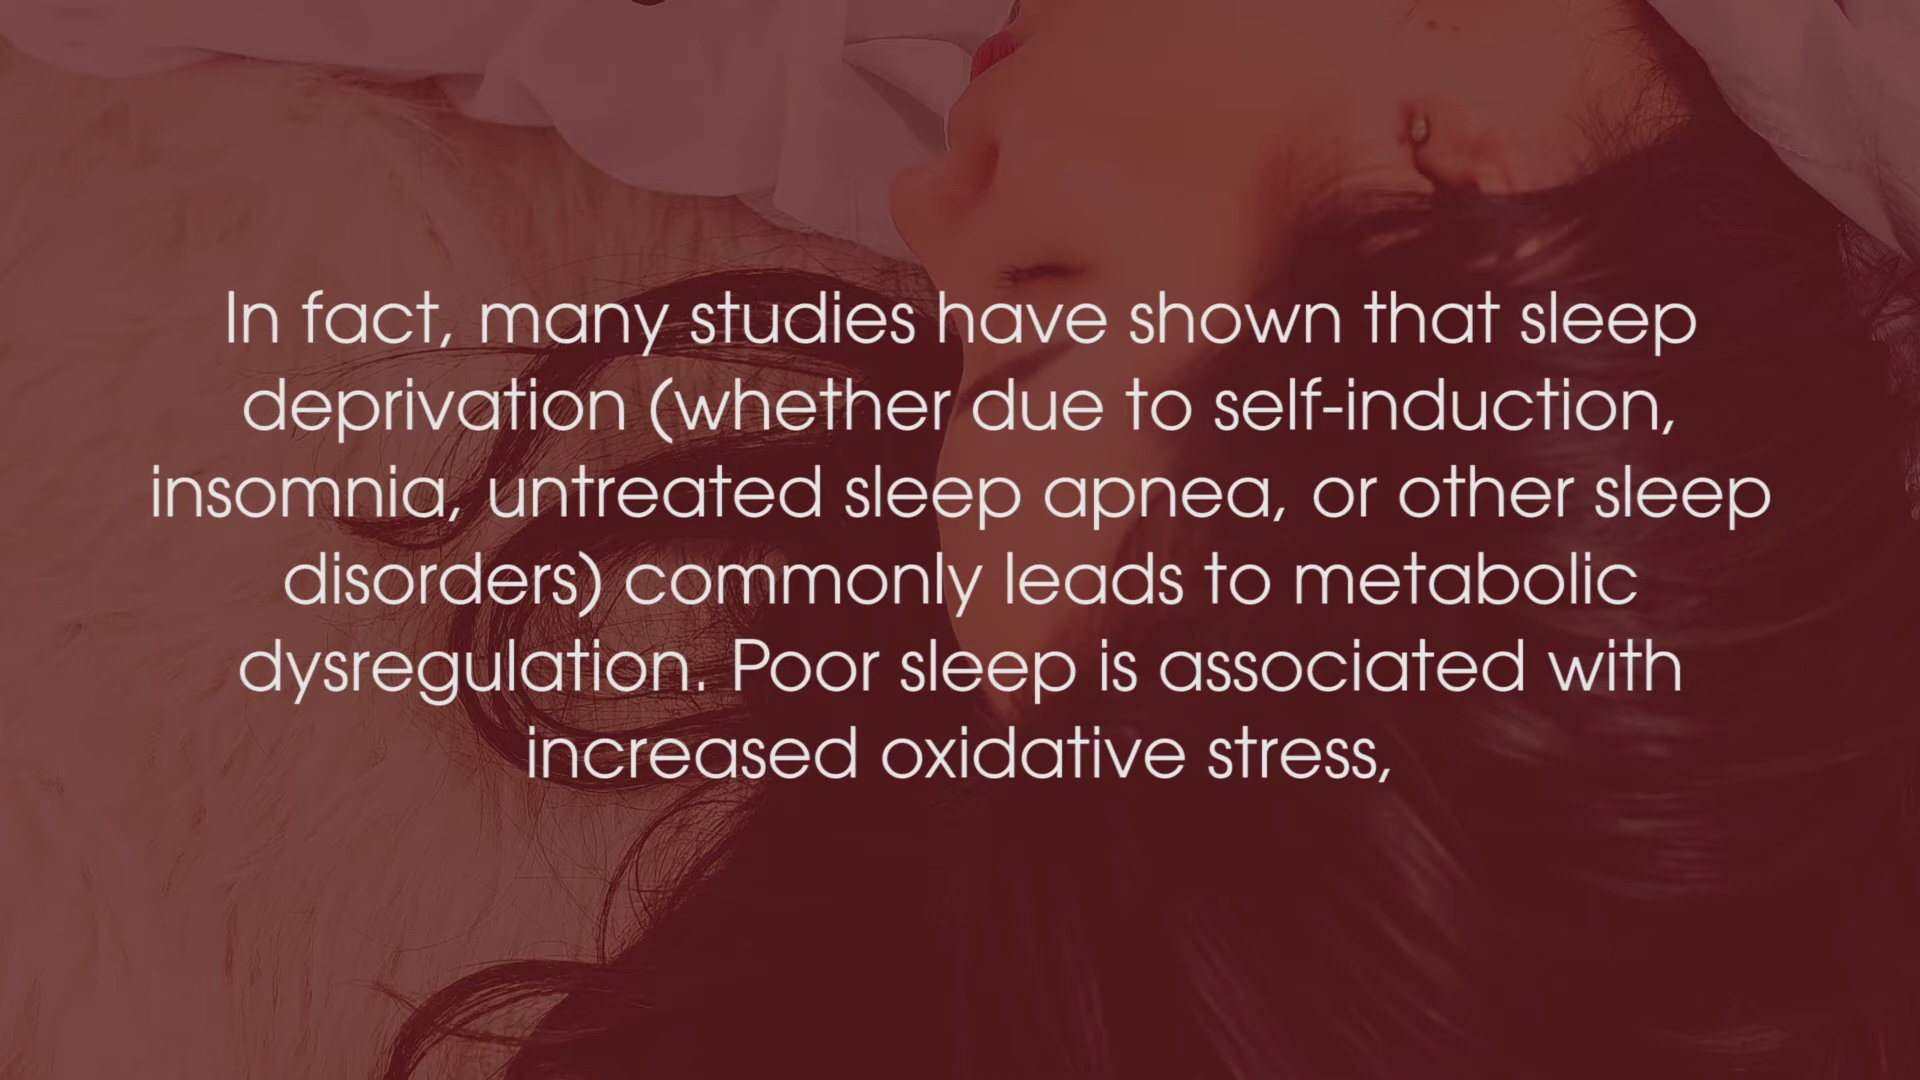 In fact, many studies have shown that sleep
deprivation (whether due to self-induction,
insomnia, untreated sleep apnea, or other sleep
disorders) commonly leads to metabolic
dysregulation. Poor sleep is associated with
increased oxidative stress,